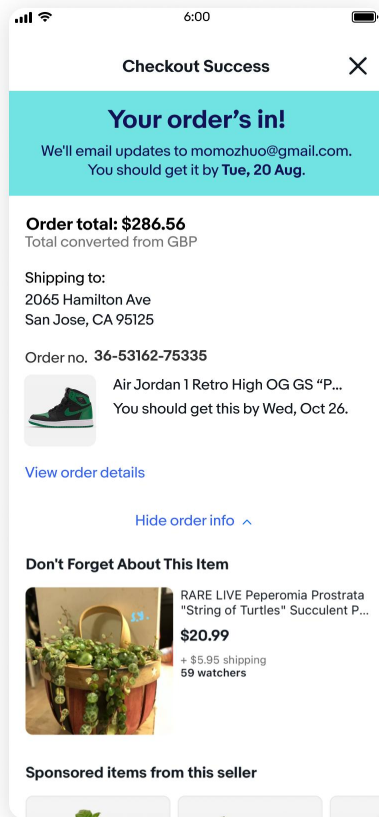 6:00
Checkout Success
Your order's in!
We'll email updates to momozhuo@gmail.com.
You should get it by Tue, 20 Aug.
Order total: $286.56
Total converted from GBP
Shipping to:
2065 Hamilton Ave
San Jose, CA 95125
Order no. 36-53162-75335
Air Jordan 1 Retro High OG GS “P...
You should get this by Wed, Oct 26.
View order details
Hide order info
Don't Forget About This Item
RARE LIVE Peperomia Prostrata
"String of Turtles" Succulent P...
$20.99
+ $5.95 shipping
59 watchers
Sponsored items from this seller